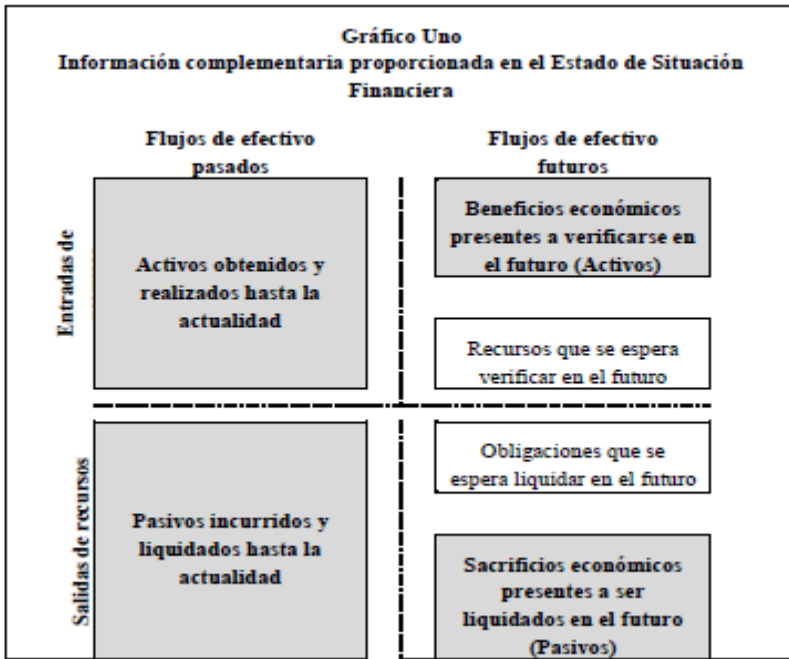 Gráfico Uno
Información complementaria proporcionada en el Estado de Situación
Financiera
Flujos de efectivo
pasados
Flujos de efectivo
futuros
Entradas de
Activos obtenidos y
realizados hasta la
actualidad
Beneficios económicos
presentes a verificarse en
el futuro (Activos)
Recursos que se espera
verificar en el futuro
Salidas de recursos
Pasivos incurridos y
liquidados hasta la
actualidad
Obligaciones que se
espera liquidar en el futuro
Sacrificios económicos
presentes a ser
liquidados en el futuro
(Pasivos)